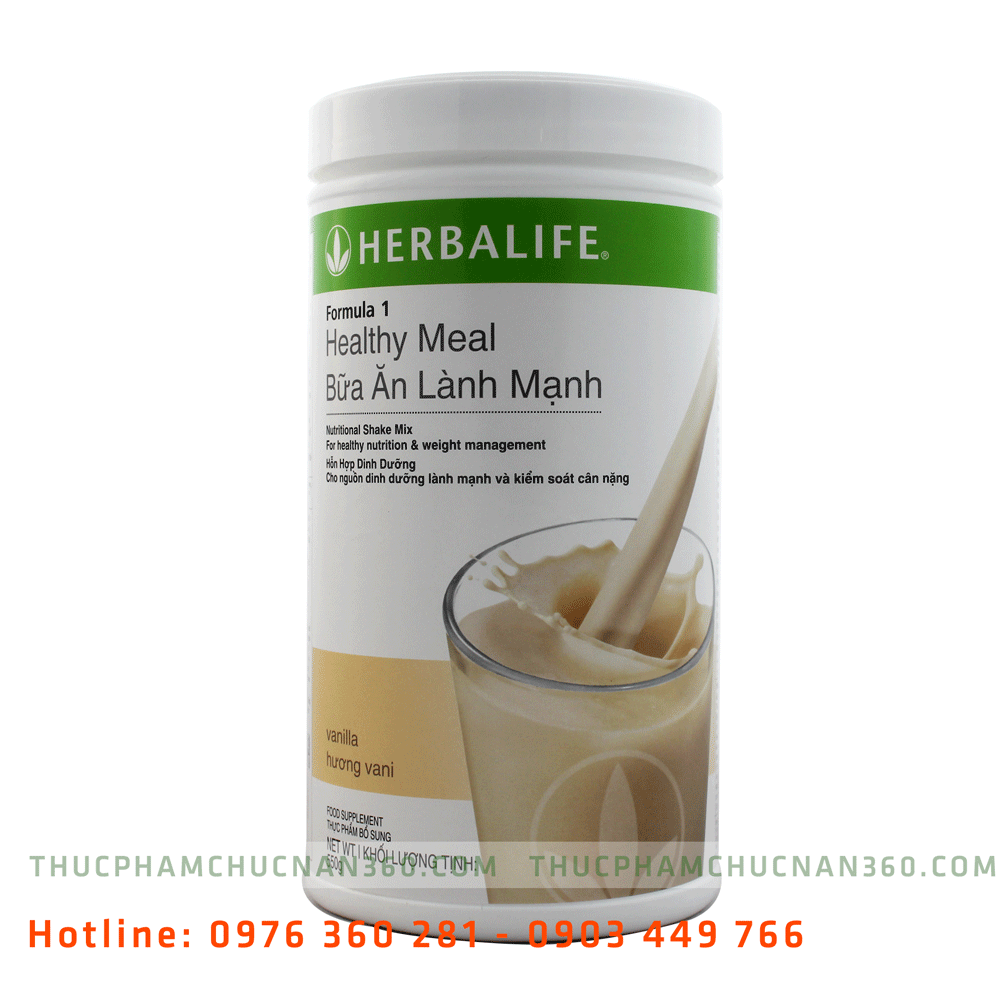 HERBALIFE®
Formula 1
Healthy Meal
Bữa Ăn Lành Mạnh
Nutritional Shake Mix
For healthy nutrition & weight management
Hỗn Hợp Dinh Dưỡng
Cho nguồn dinh dưỡng lành mạnh và kiểm soát cân nặng
vanilla
hương vani
FOOD SUPPLEMENT
THỰC PHẨM BỔ SUNG
NET WT | KHỐI LƯỢNG TỊNH:
550g
THUCPHAMCHUCNAN360.COM THUCPHAMCHUCNAN360.COM
Hotline: 0976 360 281 - 0903 449 766